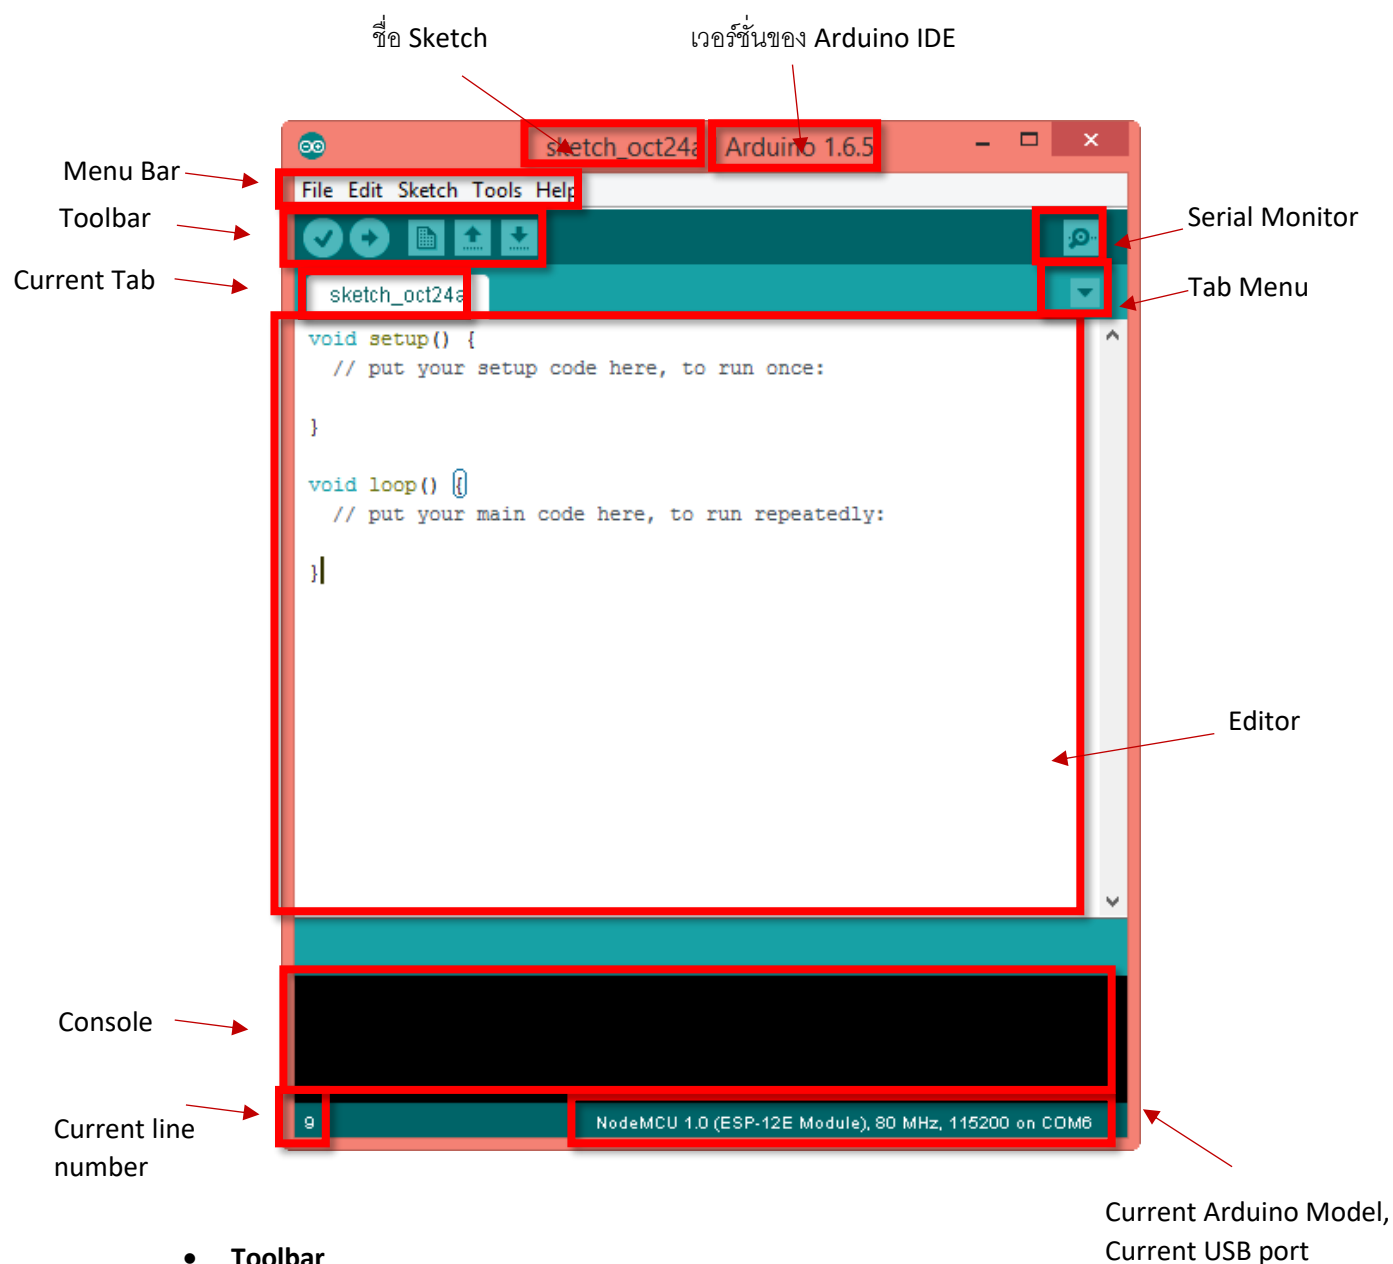 ชื่อ Sketch
เวอร์ชั่นของ Arduino IDE
sketch_oct24a
Arduino 1.6.5
Menu Bar
File Edit Sketch Tools Help
Toolbar
Serial Monitor
Current Tab
sketch_oct24a
Tab Menu
void setup() {
// put your setup code here, to run once:
}
void loop() {
// put your main code here, to run repeatedly:
}
Editor
Console
Current line
number
9
NodeMCU 1.0 (ESP-12E Module), 80 MHz, 115200 on COM6
Current Arduino Model,
Current USB port
• Toolbar